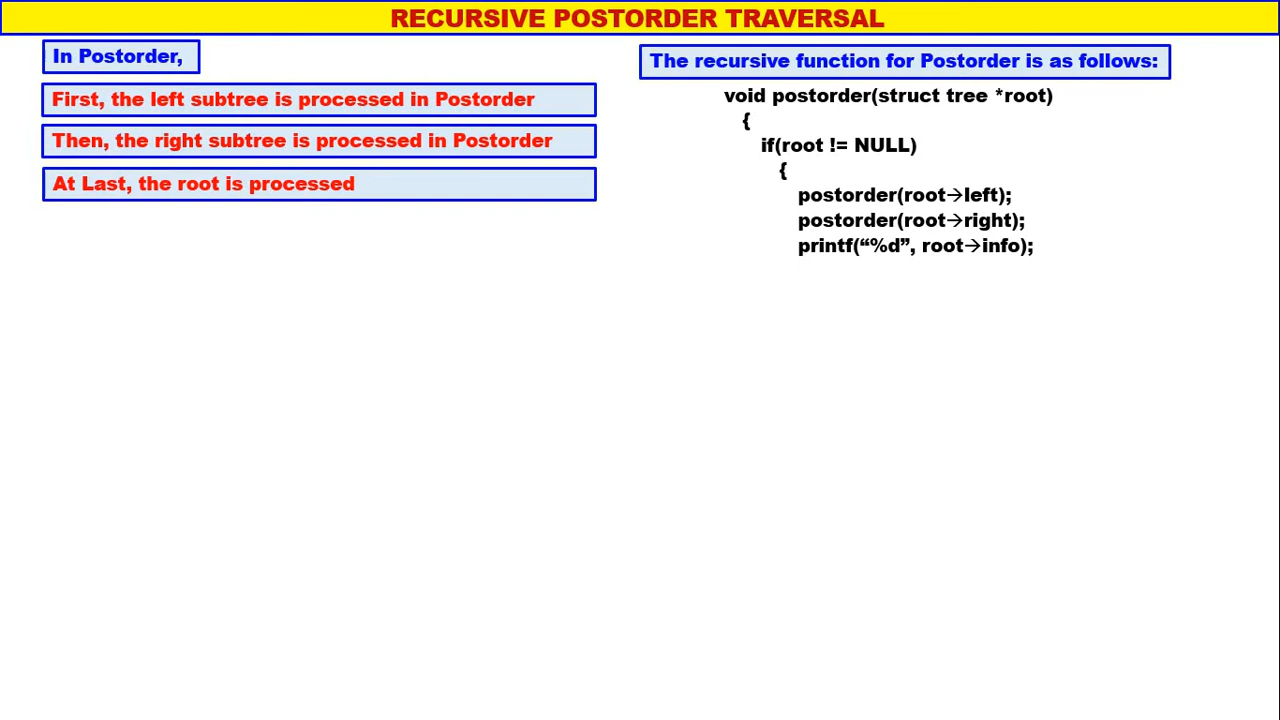 RECURSIVE POSTORDER TRAVERSAL
In Postorder,
First, the left subtree is processed in Postorder
Then, the right subtree is processed in Postorder
At Last, the root is processed
The recursive function for Postorder is as follows:
void postorder(struct tree *root)
{
if(root != NULL)
{
postorder(root→left);
postorder(root→right);
printf(“%d”, root→info);